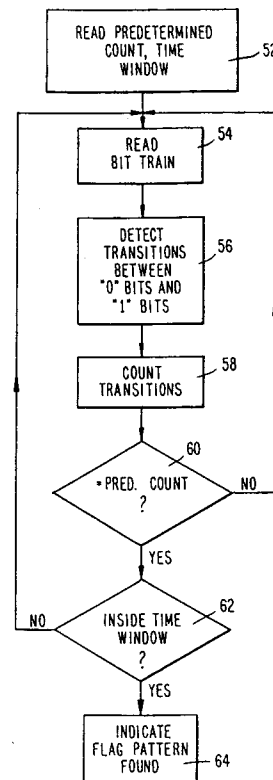 READ PREDETERMINED
COUNT, TIME
WINDOW
52
54
READ
BIT TRAIN
DETECT
TRANSITIONS
BETWEEN
"0" BITS AND
"1" BITS
56
58
COUNT
TRANSITIONS
60
=PRED. COUNT
?
NO
YES
62
NO
INSIDE TIME
WINDOW
?
YES
INDICATE
FLAG PATTERN
FOUND
64